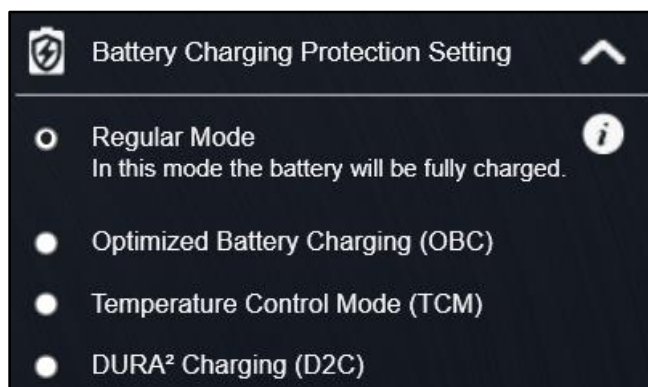 Battery Charging Protection Setting
Regular Mode
In this mode the battery will be fully charged.
Optimized Battery Charging (OBC)
Temperature Control Mode (TCM)
DURA² Charging (D2C)